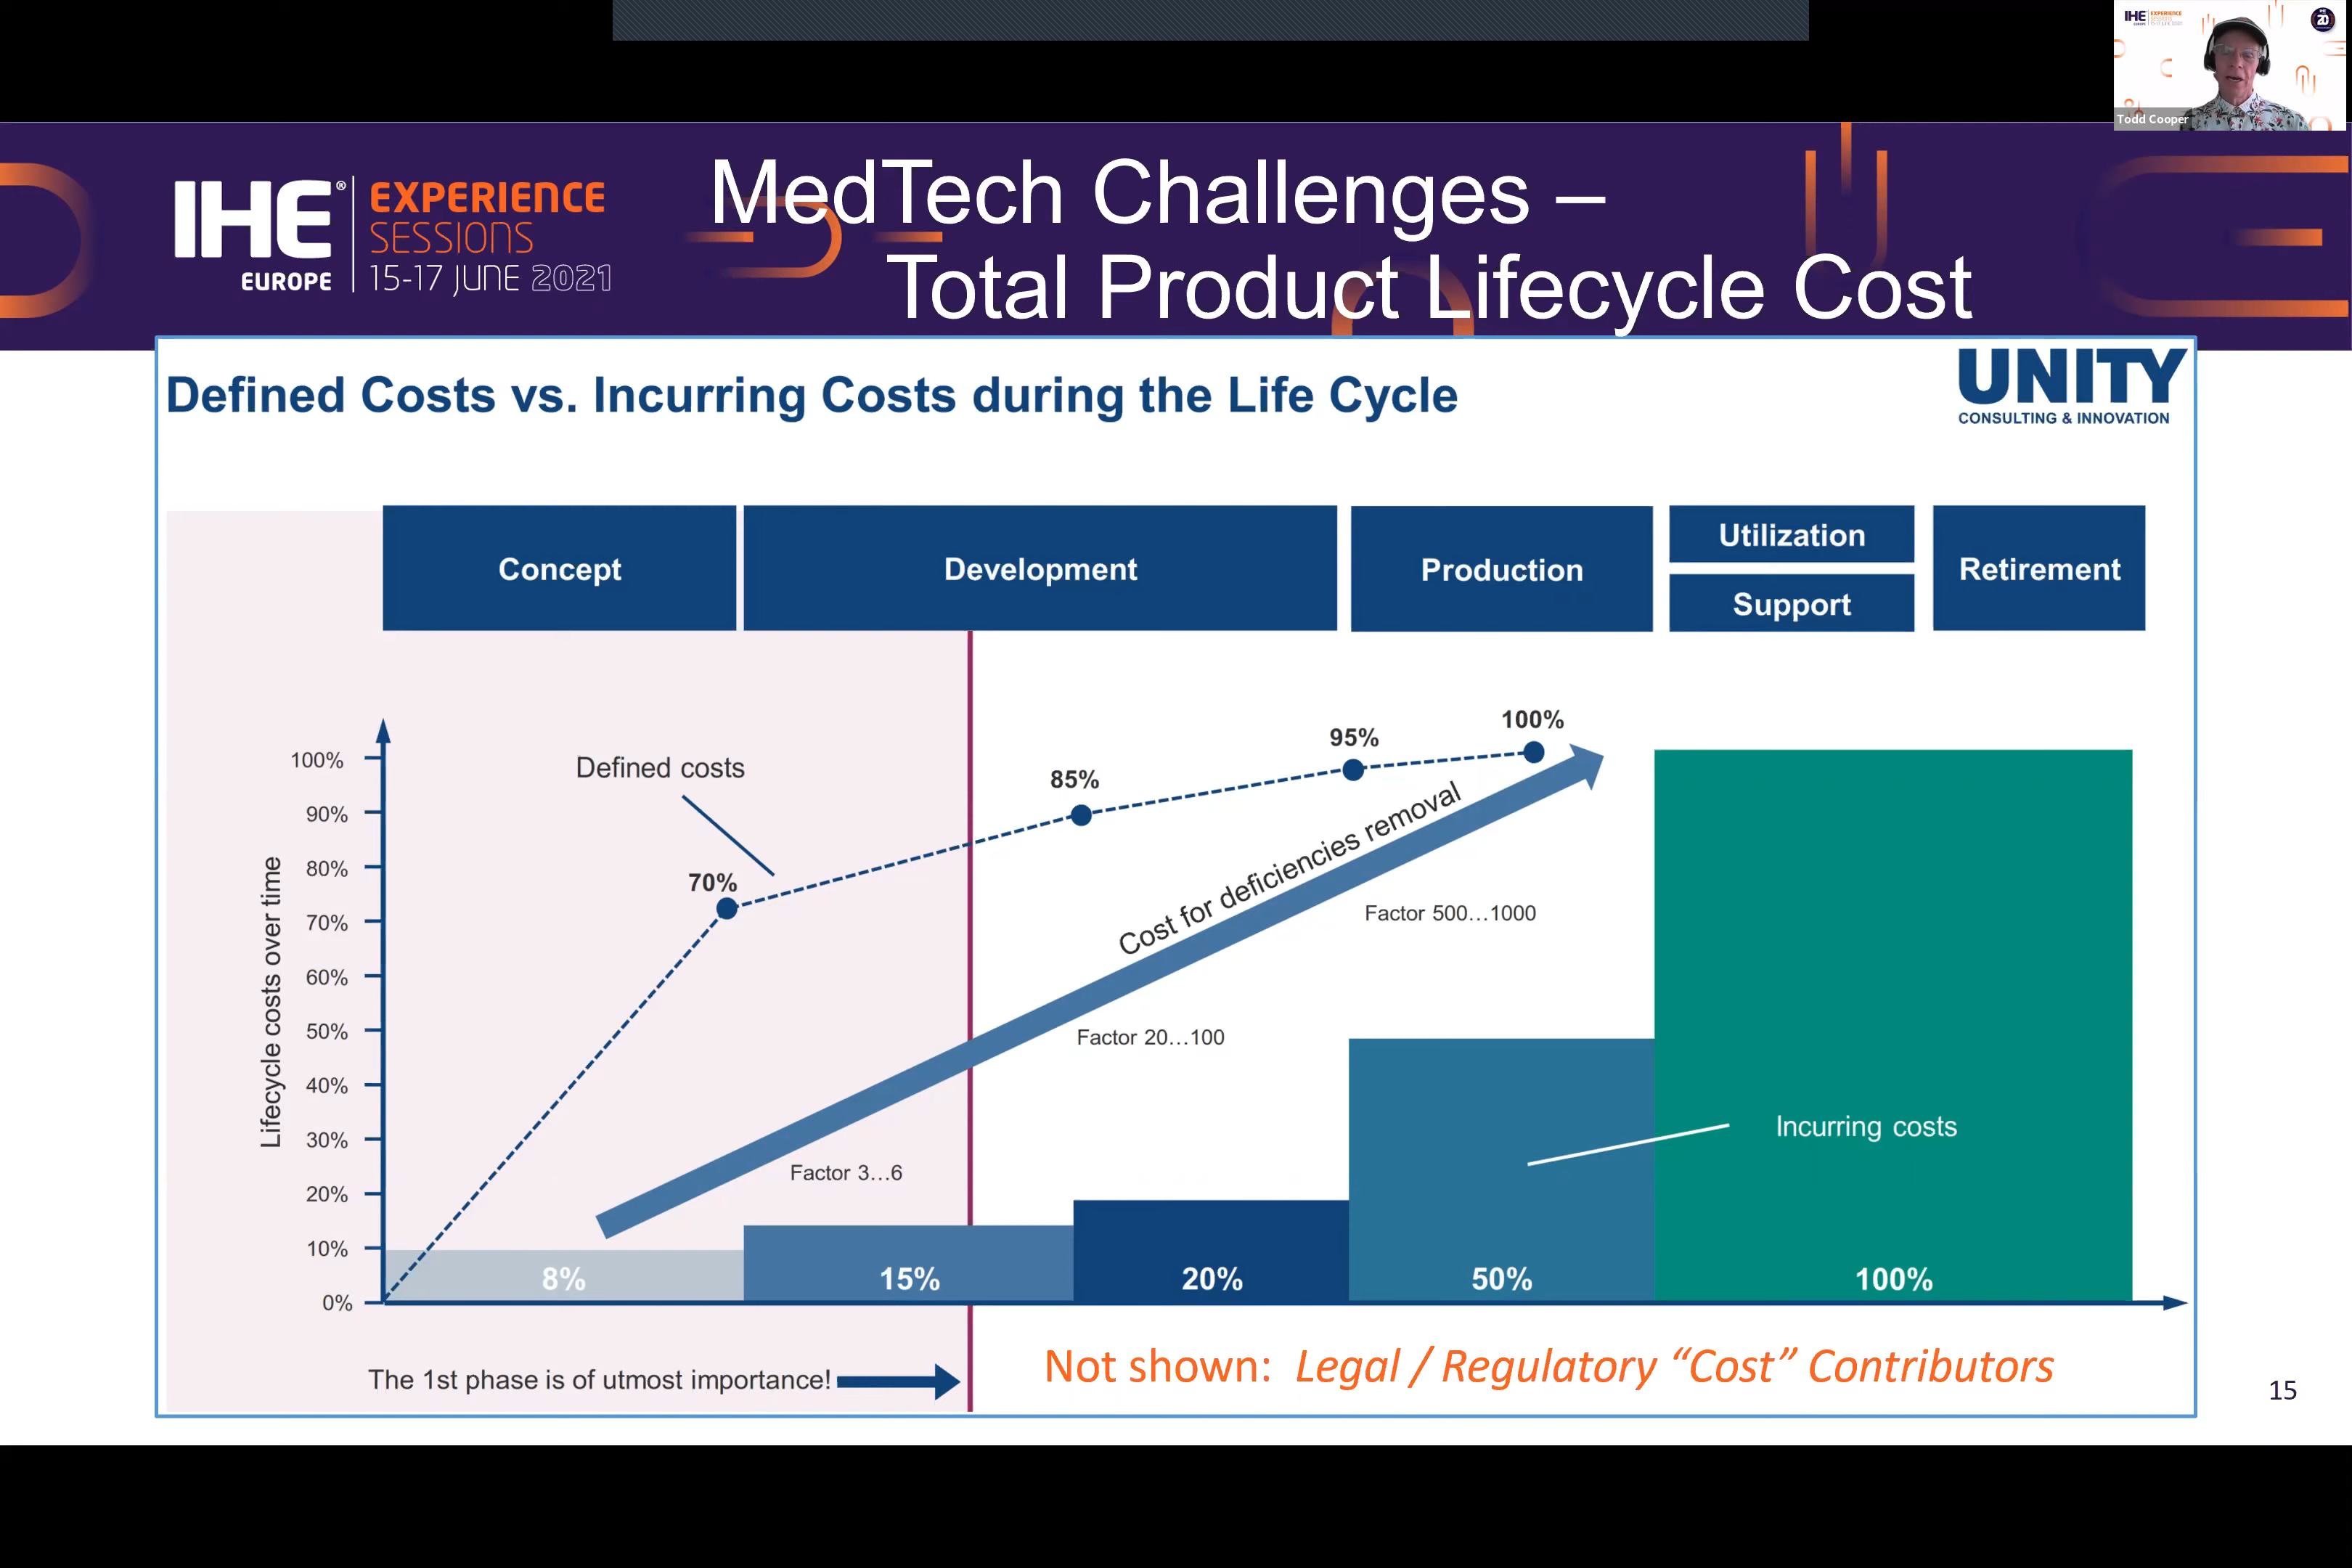 IHE® EXPERIENCE
SESSIONS
EUROPE 15-17 JUNE 2021
MedTech Challenges –
Total Product Lifecycle Cost
IHE EXPERIENCE
20
Todd Cooper
Defined Costs vs. Incurring Costs during the Life Cycle
UNITY
CONSULTING & INNOVATION
Concept
Development
Production
Utilization
Support
Retirement
Lifecycle costs over time
100%
90%
80%
70%
60%
50%
40%
30%
20%
10%
0%
Defined costs
70%
85%
95%
100%
Cost for deficiencies removal
Factor 500…1000
Factor 20…100
Factor 3…6
Incurring costs
8%
15%
20%
50%
100%
The 1st phase is of utmost importance!
Not shown: Legal / Regulatory “Cost” Contributors
15